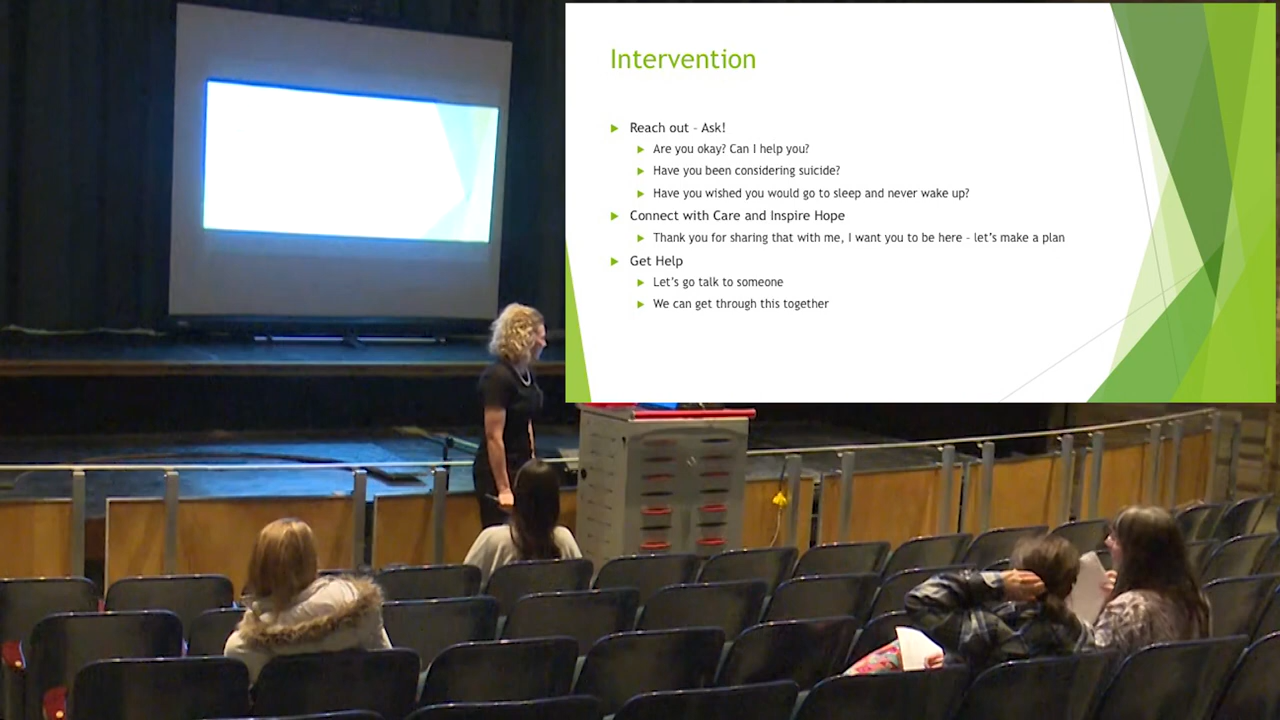 Intervention
Reach out – Ask!
Are you okay? Can I help you?
Have you been considering suicide?
Have you wished you would go to sleep and never wake up?
Connect with Care and Inspire Hope
Thank you for sharing that with me, I want you to be here – let's make a plan
Get Help
Let's go talk to someone
We can get through this together